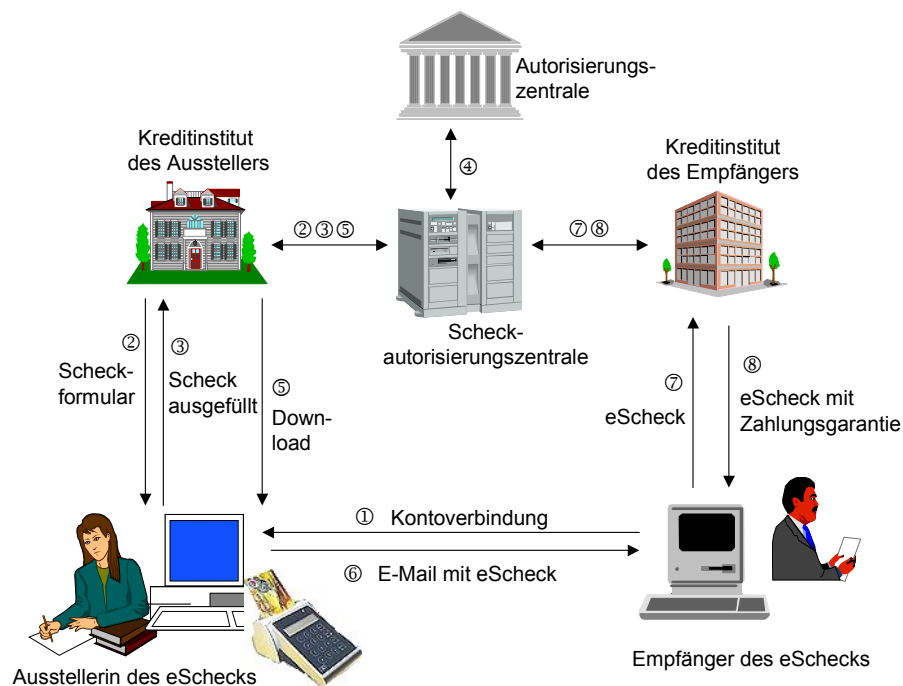 Autorisierungs-
zentrale
Kreditinstitut
des Ausstellers
④
Kreditinstitut
des Empfängers
②③⑤
⑦⑧
Scheck-
autorisierungszentrale
②
Scheck-
formular
③
Scheck
ausgefüllt
⑤
Down-
load
⑦
eScheck
⑧
eScheck mit
Zahlungsgarantie
① Kontoverbindung
⑥ E-Mail mit eScheck
Ausstellerin des eSchecks
Empfänger des eSchecks